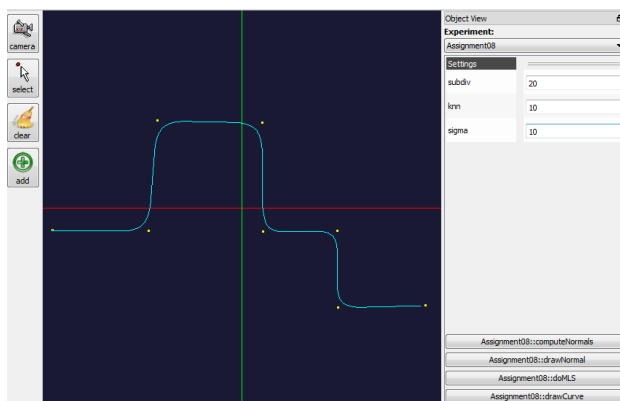 camera
select
clear
add
Object View
Experiment:
Assignment08
Settings
subdiv 20
knn 10
sigma 10
Assignment08::computeNormals
Assignment08::drawNormal
Assignment08::doMLS
Assignment08::drawCurve